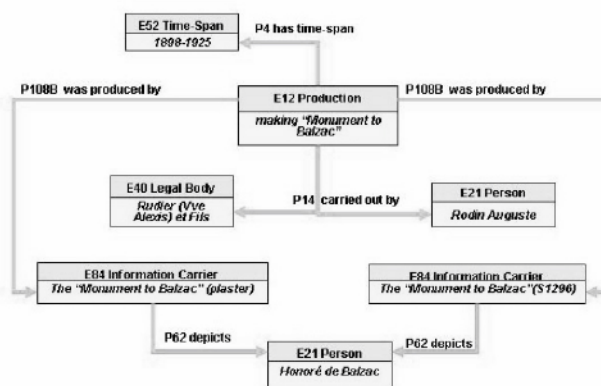 E52 Time-Span
1898-1925
P4 has time-span
P108B was produced by
P108B was produced by
E12 Production
making "Monument to
Balzac"
E40 Legal Body
Rudier (Vve
Alexis) et Fils
P14 carried out by
E21 Person
Rodin Auguste
E84 Information Carrier
The "Monument to Balzac" (plaster)
E84 Information Carrier
The "Monument to Balzac"(S1296)
P62 depicts
P62 depicts
E21 Person
Honoré de Balzac